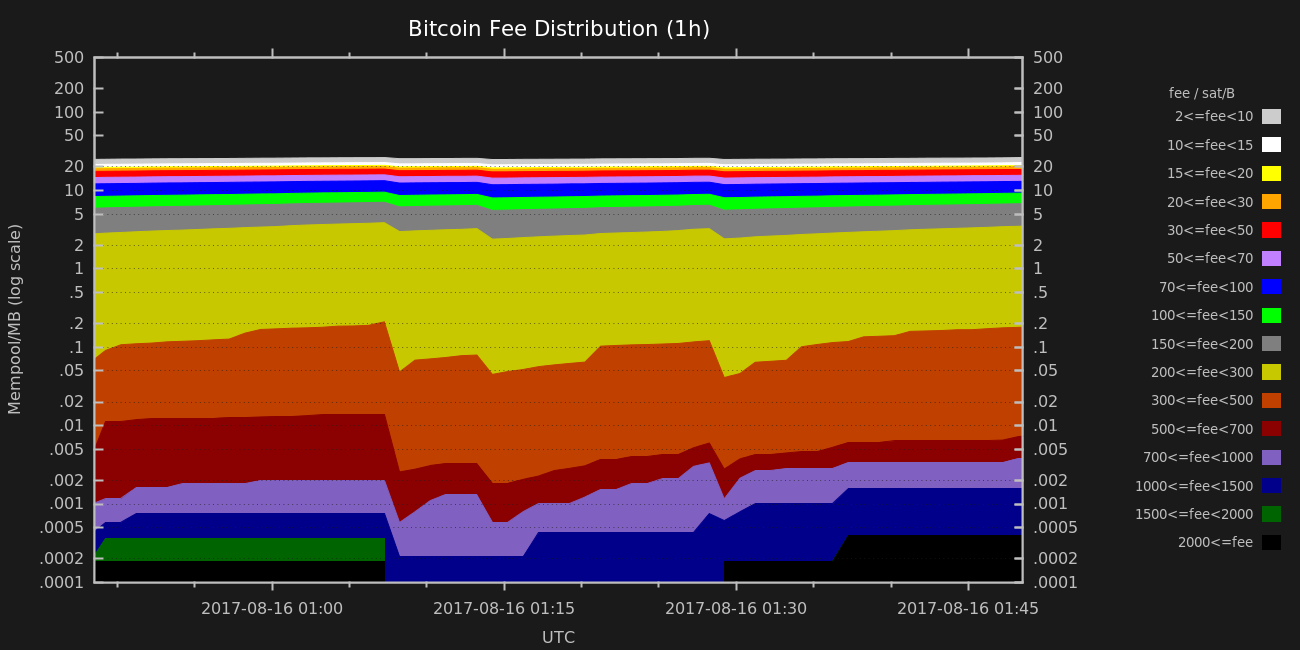 Bitcoin Fee Distribution (1h)
500
200
100
50
20
10
5
2
1
.5
.2
.1
.05
.02
.01
.005
.002
.001
.0005
.0002
.0001
Mempool/MB (log scale)
500
200
100
50
20
10
5
2
1
.5
.2
.1
.05
.02
.01
.005
.002
.001
.0005
.0002
.0001
fee / sat/B
2<=fee<10
10<=fee<15
15<=fee<20
20<=fee<30
30<=fee<50
50<=fee<70
70<=fee<100
100<=fee<150
150<=fee<200
200<=fee<300
300<=fee<500
500<=fee<700
700<=fee<1000
1000<=fee<1500
1500<=fee<2000
2000<=fee
2017-08-16 01:00 2017-08-16 01:15 2017-08-16 01:30 2017-08-16 01:45
UTC